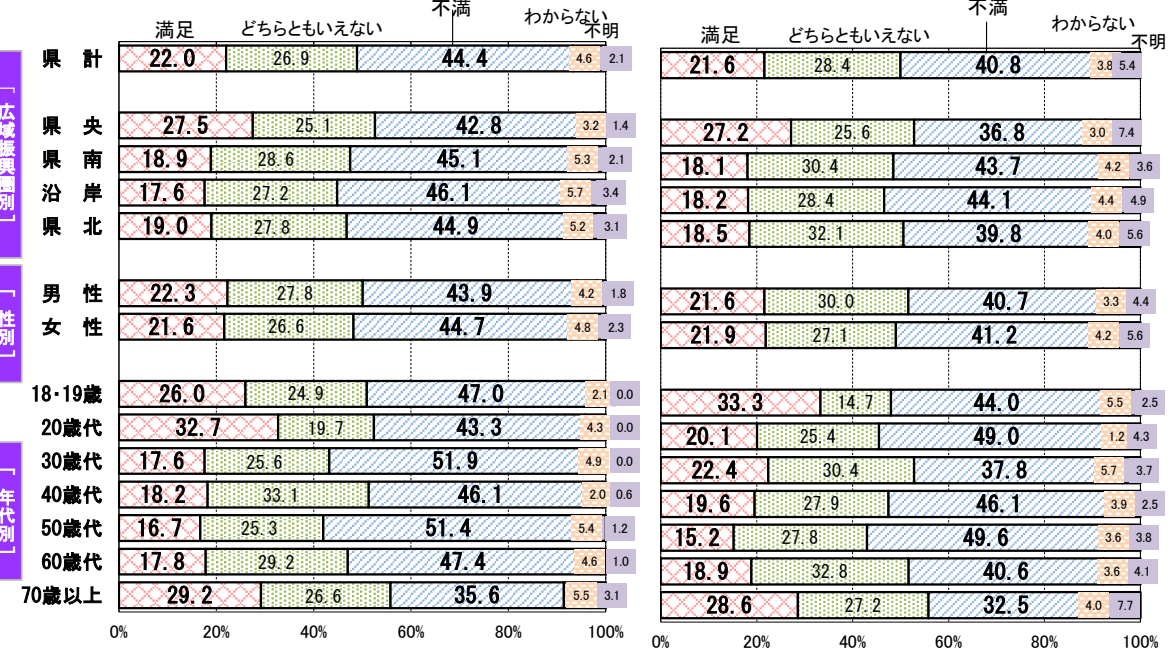 満足 どちらともいえない 不満 わからない 不明
満足 どちらともいえない 不満 わからない 不明
［広域振興圏別］
県 計 22.0 26.9 44.4 4.6 2.1 21.6 28.4 40.8 3.8 5.4
県 央 27.5 25.1 42.8 3.2 1.4 27.2 25.6 36.8 3.0 7.4
県 南 18.9 28.6 45.1 5.3 2.1 18.1 30.4 43.7 4.2 3.6
沿 岸 17.6 27.2 46.1 5.7 3.4 18.2 28.4 44.1 4.4 4.9
県 北 19.0 27.8 44.9 5.2 3.1 18.5 32.1 39.8 4.0 5.6
［性別］
男 性 22.3 27.8 43.9 4.2 1.8 21.6 30.0 40.7 3.3 4.4
女 性 21.6 26.6 44.7 4.8 2.3 21.9 27.1 41.2 4.2 5.6
［年代別］
18・19歳 26.0 24.9 47.0 2.1 0.0 33.3 14.7 44.0 5.5 2.5
20歳代 32.7 19.7 43.3 4.3 0.0 20.1 25.4 49.0 1.2 4.3
30歳代 17.6 25.6 51.9 4.9 0.0 22.4 30.4 37.8 5.7 3.7
40歳代 18.2 33.1 46.1 2.0 0.6 19.6 27.9 46.1 3.9 2.5
50歳代 16.7 25.3 51.4 5.4 1.2 15.2 27.8 49.6 3.6 3.8
60歳代 17.8 29.2 47.4 4.6 1.0 18.9 32.8 40.6 3.6 4.1
70歳以上 29.2 26.6 35.6 5.5 3.1 28.6 27.2 32.5 4.0 7.7
0% 20% 40% 60% 80% 100% 0% 20% 40% 60% 80% 100%